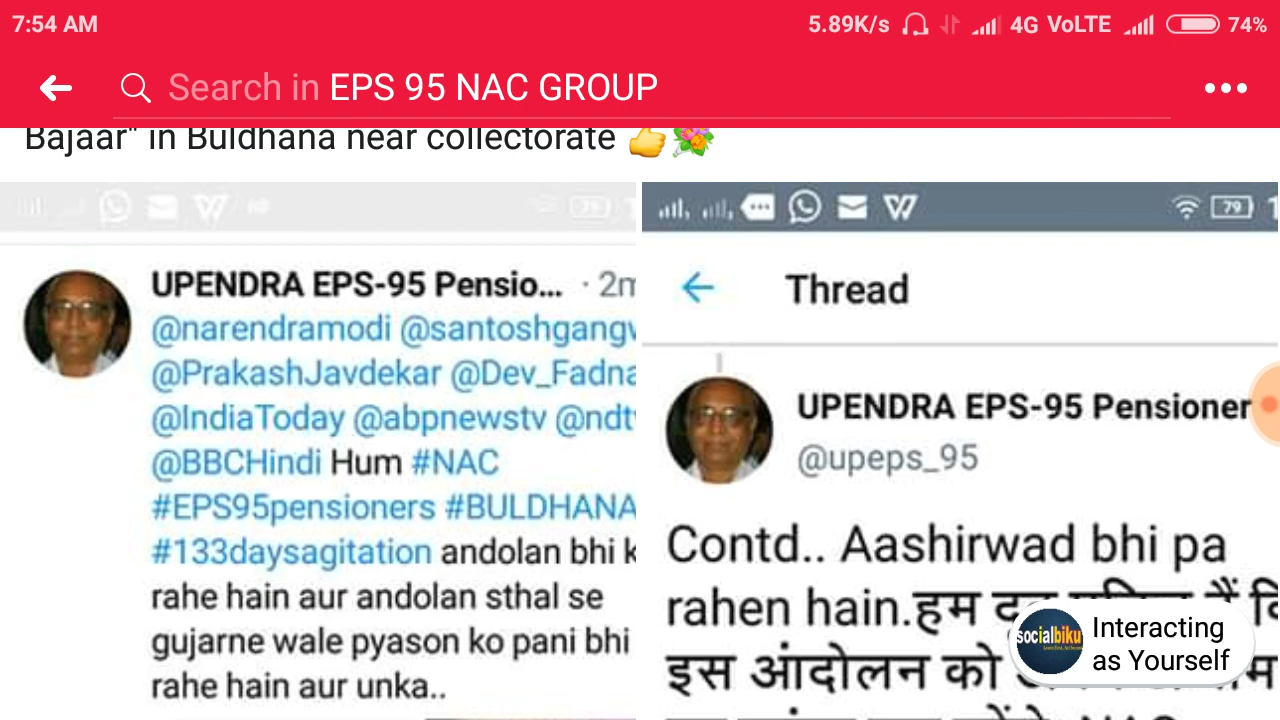 7:54 AM
5.89K/s 4G VoLTE 74%
Search in EPS 95 NAC GROUP
Bajaar" in Buldhana near collectorate 👍💐
UPENDRA EPS-95 Pensio... · 2m
@narendramodi @santoshgangw
@PrakashJavdekar @Dev_Fadna
@IndiaToday @abpnewstv @ndtv
@BBCHindi Hum #NAC
#EPS95pensioners #BULDHANA
#133daysagitation andolan bhi k
rahe hain aur andolan sthal se
gujarne wale pyason ko pani bhi
rahe hain aur unka..
79
Thread
UPENDRA EPS-95 Pensioner
@upeps_95
Contd.. Aashirwad bhi pa
rahen hain.हम
इस आंदोलन को
socialbiku
Interacting
as Yourself